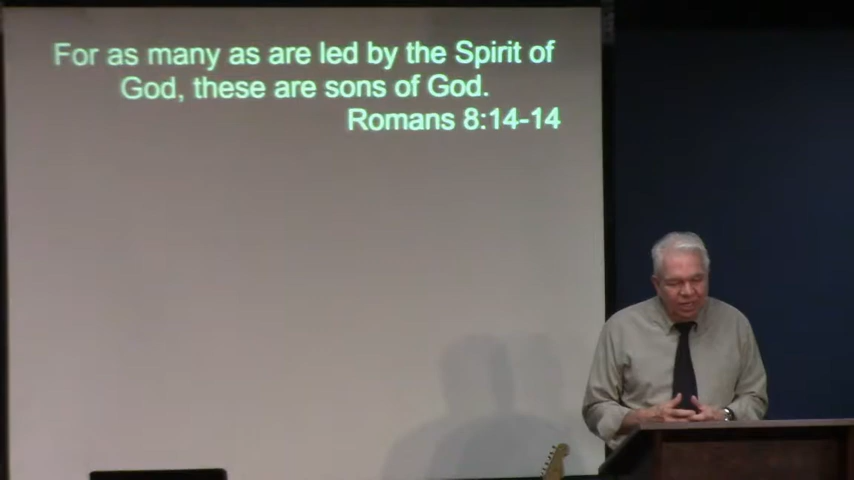 For as many as are led by the Spirit of
God, these are sons of God.
Romans 8:14-14